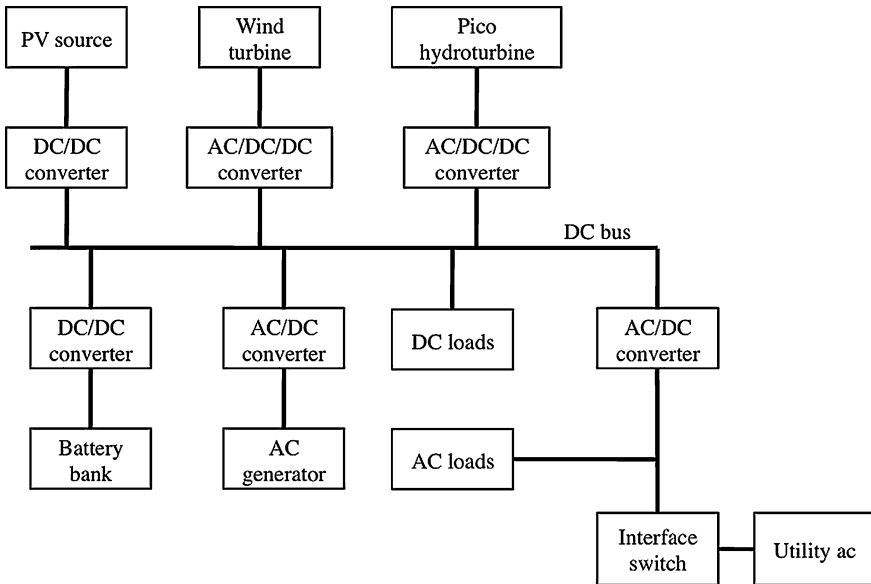 PV source
Wind
turbine
Pico
hydroturbine
DC/DC
converter
AC/DC/DC
converter
AC/DC/DC
converter
DC bus
DC/DC
converter
AC/DC
converter
DC loads
AC/DC
converter
Battery
bank
AC
generator
AC loads
Interface
switch
Utility ac